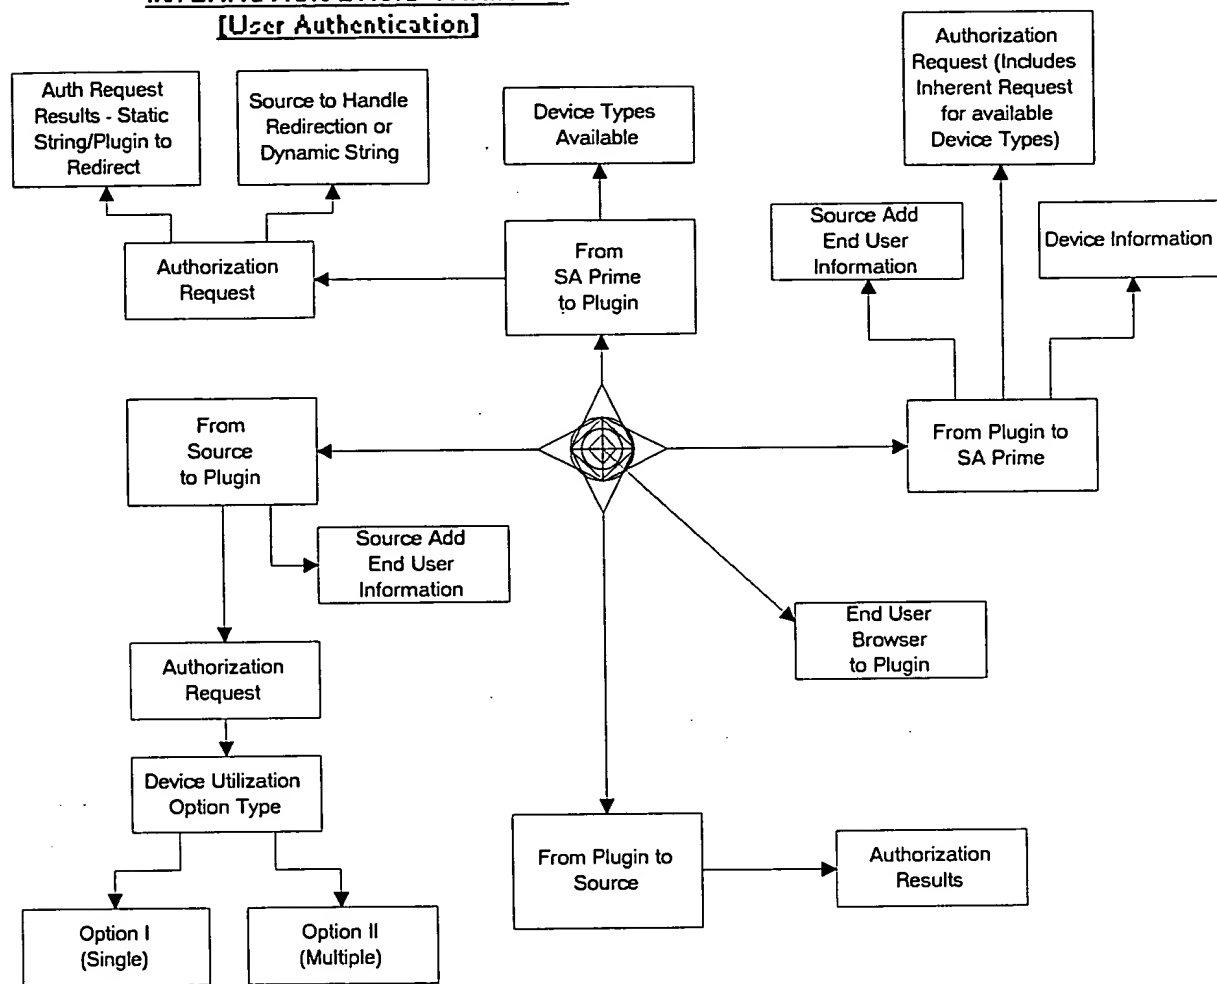 [User Authentication]
Auth Request
Results - Static
String/Plugin to
Redirect
Source to Handle
Redirection or
Dynamic String
Device Types
Available
Authorization
Request (Includes
Inherent Request
for available
Device Types)
Source Add
End User
Information
Device Information
Authorization
Request
From
SA Prime
to Plugin
From
Source
to Plugin
From Plugin to
SA Prime
Source Add
End User
Information
End User
Browser
to Plugin
Authorization
Request
Device Utilization
Option Type
From Plugin to
Source
Authorization
Results
Option I
(Single)
Option II
(Multiple)